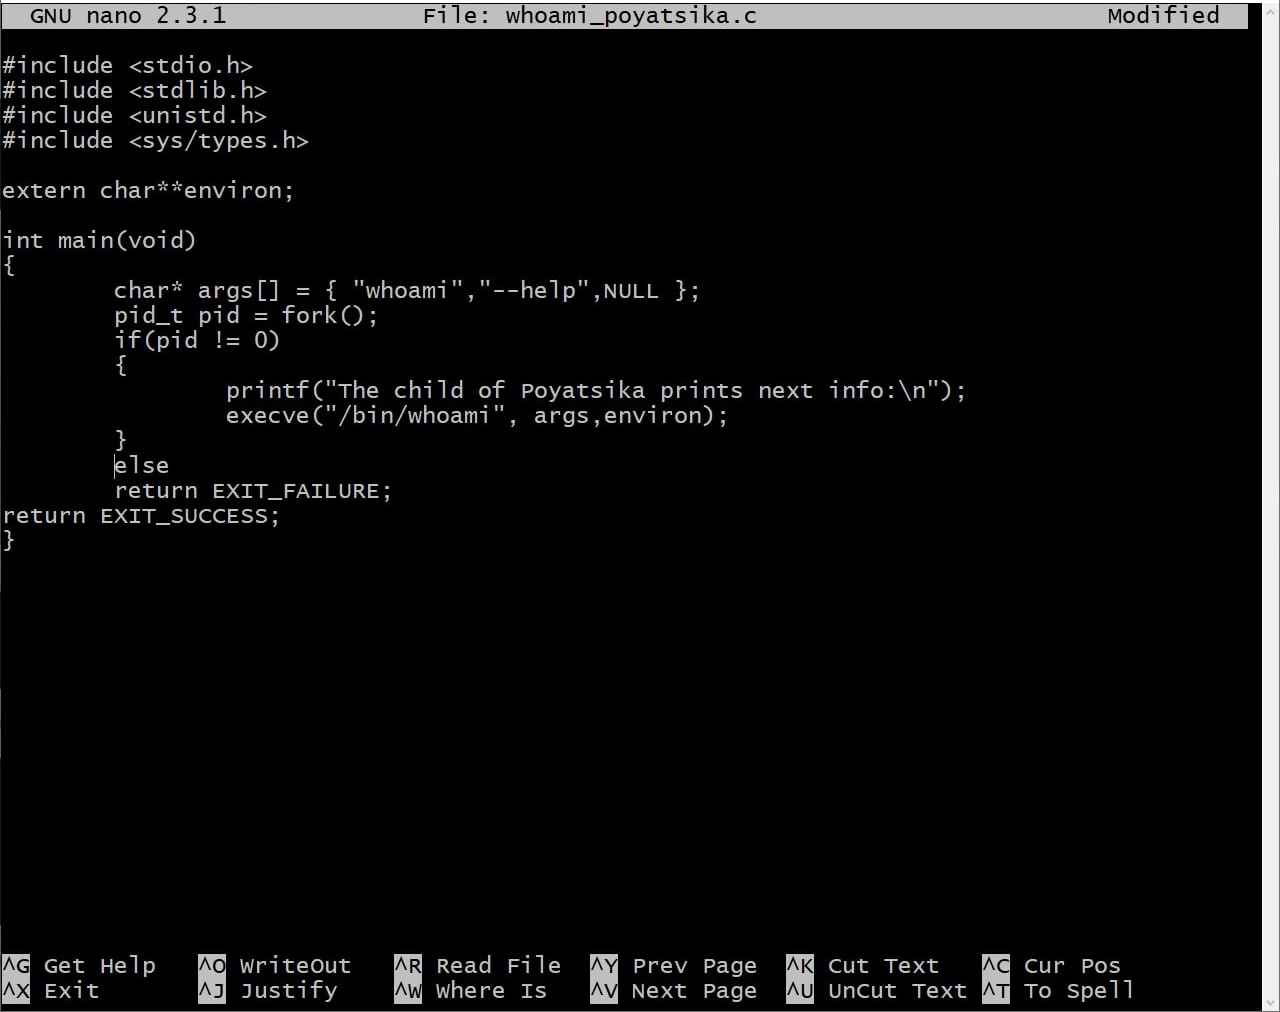 GNU nano 2.3.1 File: whoami_poyatsika.c Modified
#include <stdio.h>
#include <stdlib.h>
#include <unistd.h>
#include <sys/types.h>
extern char**environ;
int main(void)
{
char* args[] = { "whoami","--help",NULL };
pid_t pid = fork();
if(pid != 0)
{
printf("The child of Poyatsika prints next info:\n");
execve("/bin/whoami", args,environ);
}
else
return EXIT_FAILURE;
return EXIT_SUCCESS;
}
^G Get Help ^O WriteOut ^R Read File ^Y Prev Page ^K Cut Text ^C Cur Pos
^X Exit ^J Justify ^W Where Is ^V Next Page ^U UnCut Text ^T To Spell